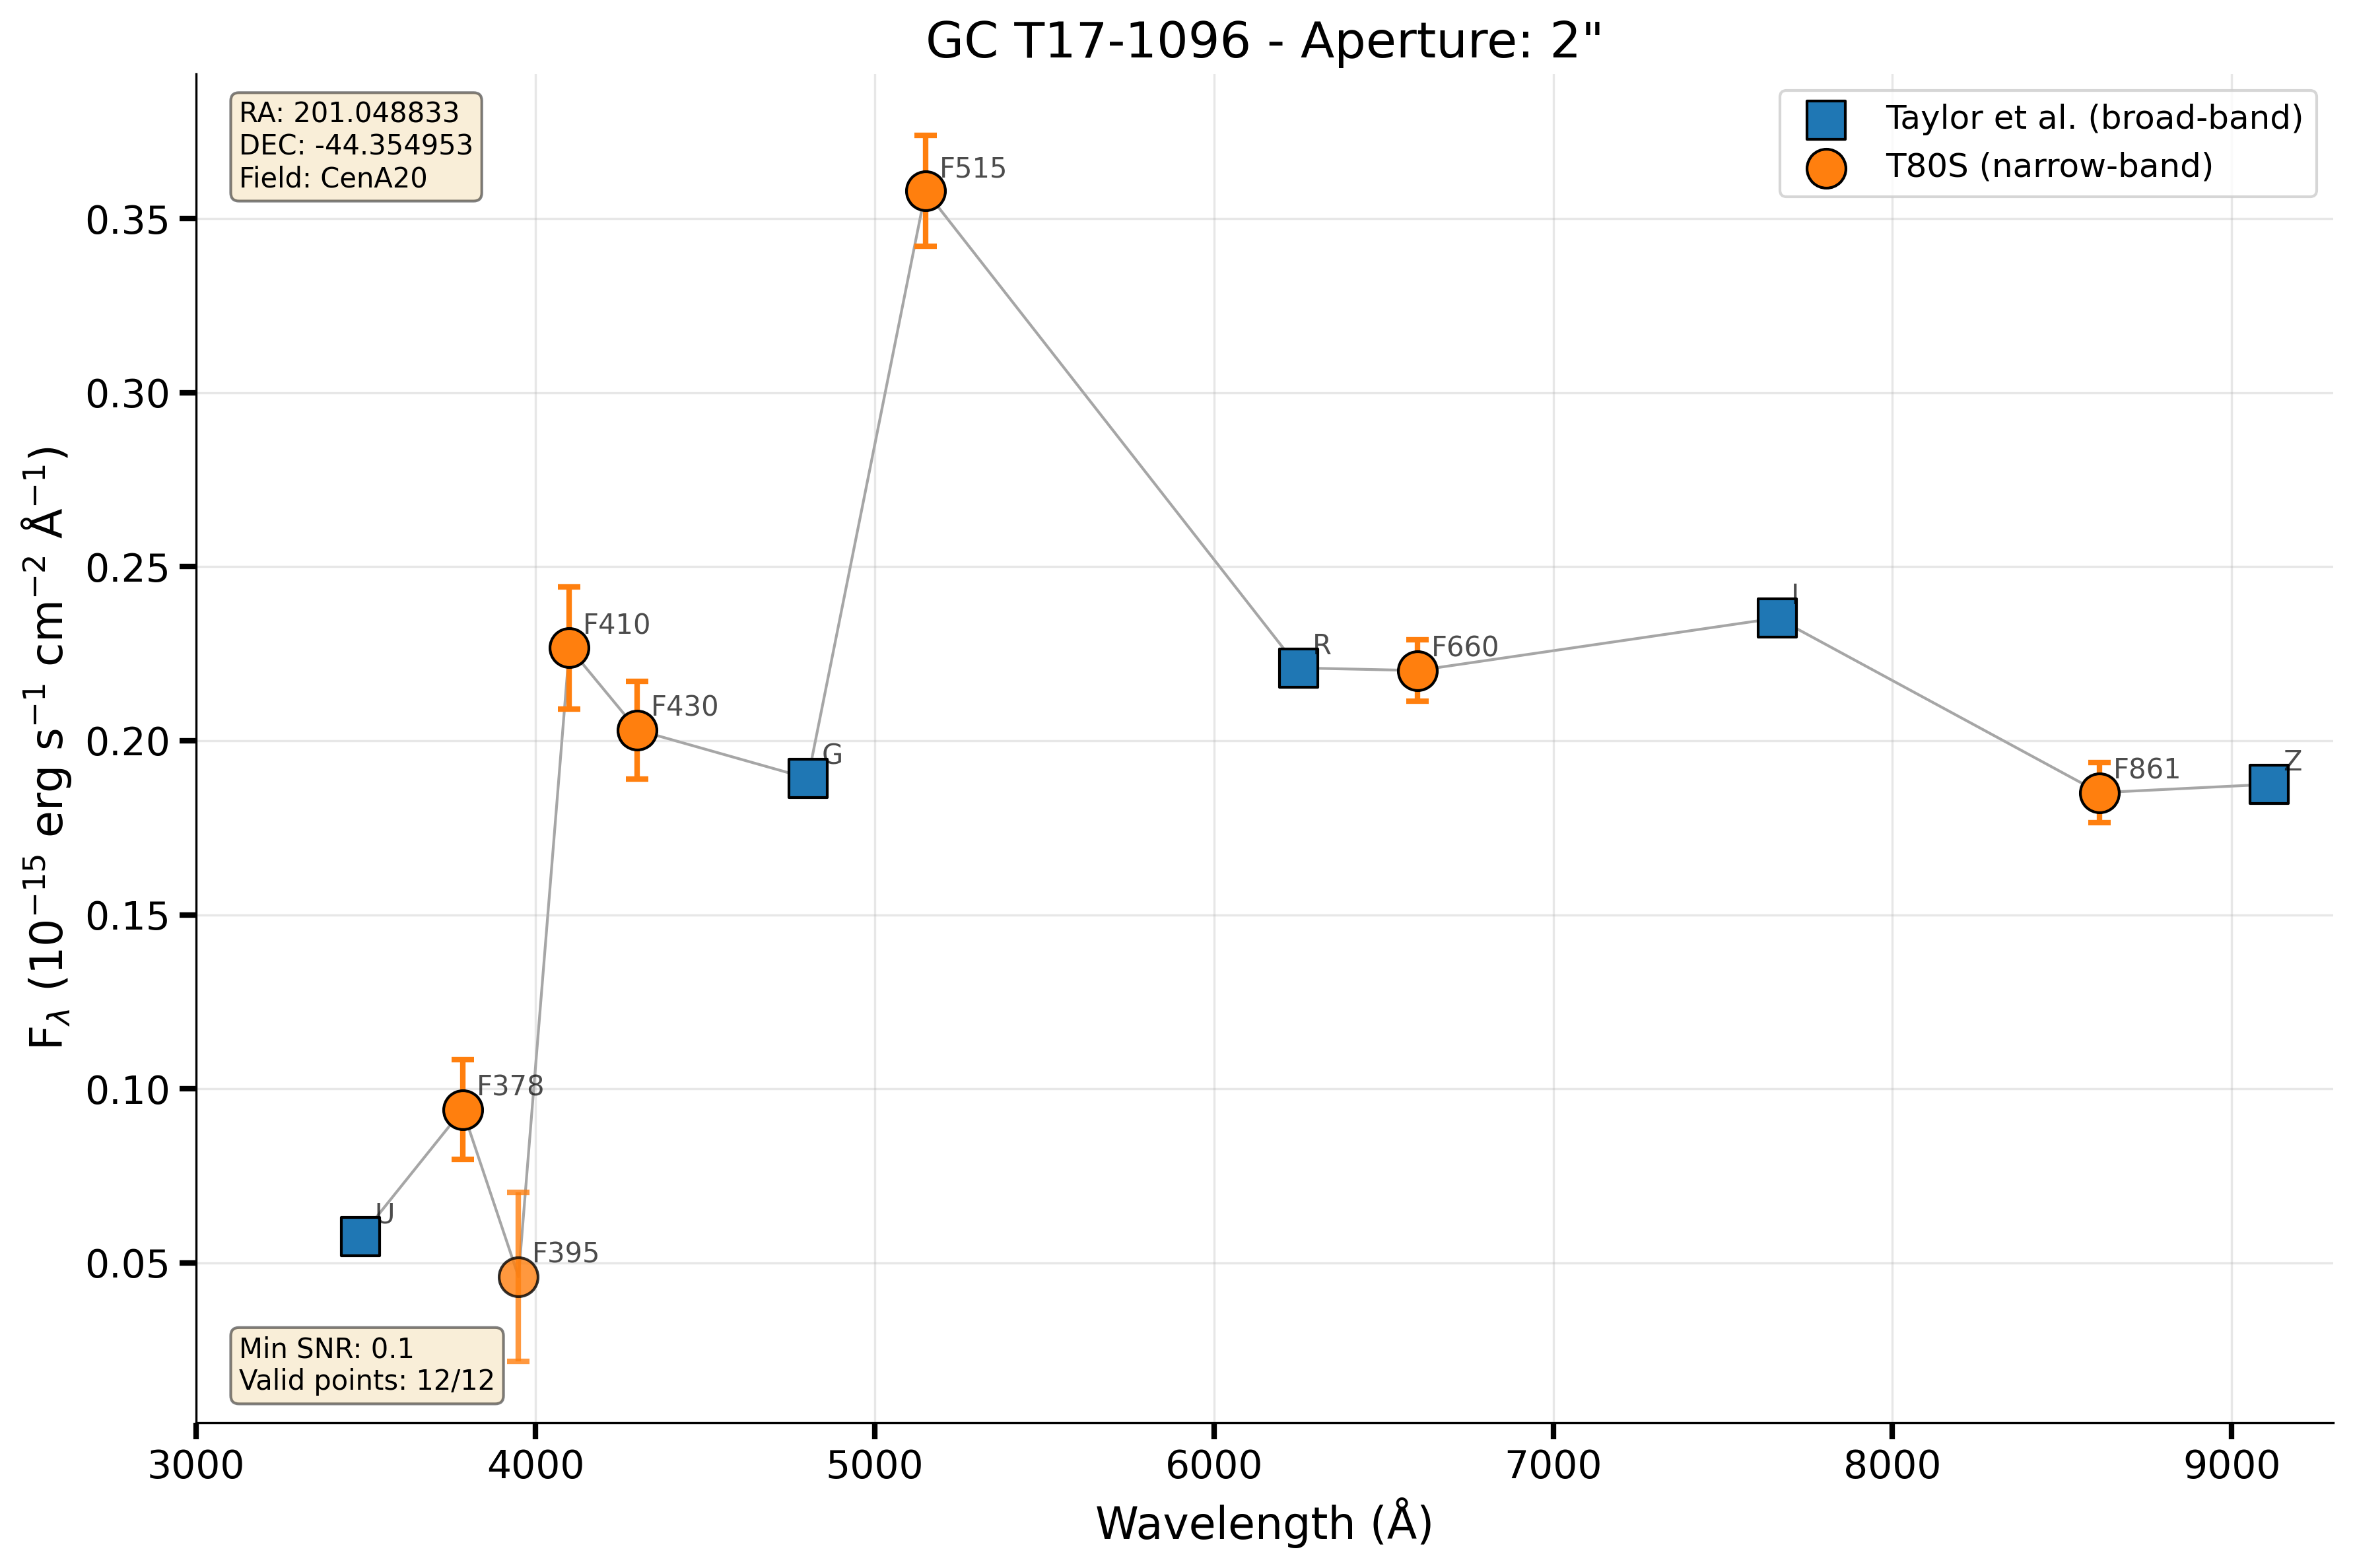 GC T17-1096 - Aperture: 2"
RA: 201.048833
DEC: -44.354953
Field: CenA20
Taylor et al. (broad-band)
T80S (narrow-band)
F515
0.35
0.30
0.25
0.20
0.15
0.10
0.05
F410
F430
G
R
F660
I
F861
Z
F378
U
F395
Fλ (10⁻¹⁵ erg s⁻¹ cm⁻² Å⁻¹)
Min SNR: 0.1
Valid points: 12/12
3000 4000 5000 6000 7000 8000 9000
Wavelength (Å)